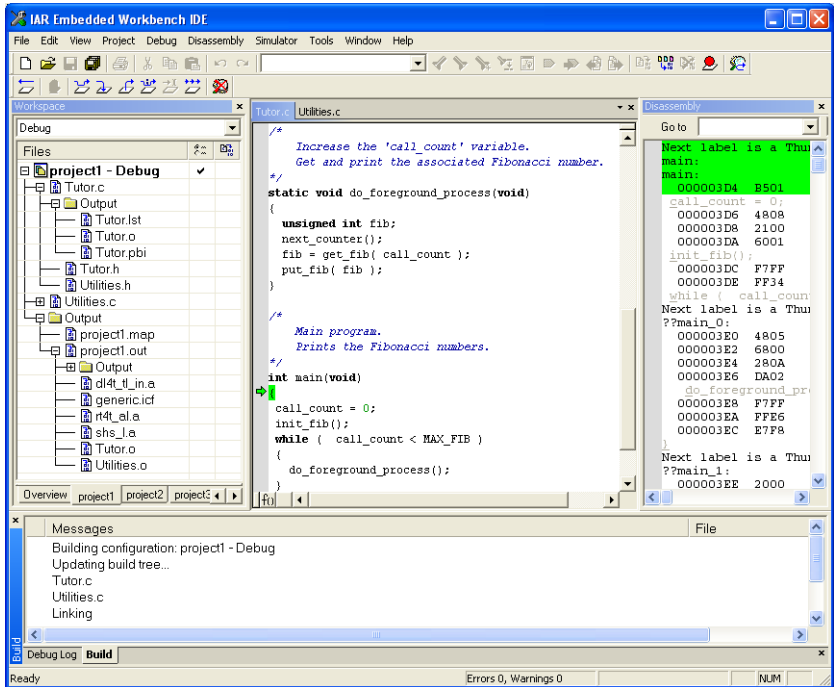 IAR Embedded Workbench IDE
File Edit View Project Debug Disassembly Simulator Tools Window Help
Workspace
Debug
Files
project1 - Debug
Tutor.c
Output
Tutor.lst
Tutor.o
Tutor.pbi
Tutor.h
Utilities.h
Utilities.c
Output
project1.map
project1.out
Output
dl4t_tl_in.a
generic.icf
rt4t_al.a
shs_l.a
Tutor.o
Utilities.o
Overview project1 project2 project3
Tutor.c Utilities.c
/*
Increase the 'call_count' variable.
Get and print the associated Fibonacci number.
*/
static void do_foreground_process(void)
{
unsigned int fib;
next_counter();
fib = get_fib( call_count );
put_fib( fib );
}
/*
Main program.
Prints the Fibonacci numbers.
*/
int main(void)
{
call_count = 0;
init_fib();
while ( call_count < MAX_FIB )
{
do_foreground_process();
}
f0
Disassembly
Go to
Next label is a Thu
main:
main:
000003D4 B501
call_count = 0;
000003D6 4808
000003D8 2100
000003DA 6001
init_fib();
000003DC F7FF
000003DE FF34
while ( call_coun
Next label is a Thu
??main_0:
000003E0 4805
000003E2 6800
000003E4 280A
000003E6 DA02
do_foreground_pr
000003E8 F7FF
000003EA FFE6
000003EC E7F8
}
Next label is a Thu
??main_1:
000003EE 2000
Messages File
Building configuration: project1 - Debug
Updating build tree...
Tutor.c
Utilities.c
Linking
Build
Debug Log Build
Ready Errors 0, Warnings 0 NUM